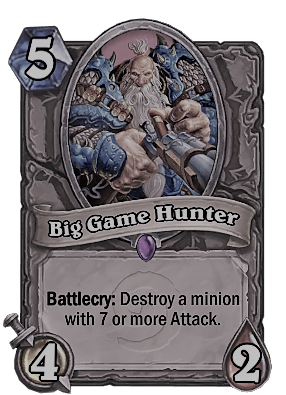 5
Big Game Hunter
Battlecry: Destroy a minion
with 7 or more Attack.
4
2